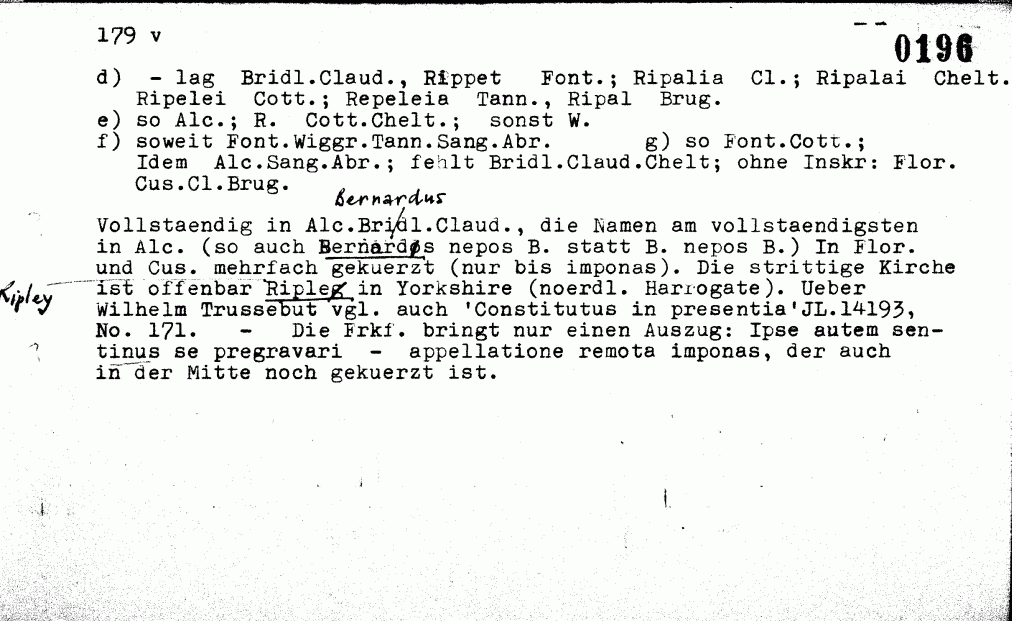 179 v
0196
d) - lag Bridl.Claud., Rippet Font.; Ripalia Cl.; Ripalai Chelt.
Ripelei Cott.; Repeleia Tann., Ripal Brug.
e) so Alc.; R. Cott.Chelt.; sonst W.
f) soweit Font.Wiggr.Tann.Sang.Abr. g) so Font.Cott.;
Idem Alc.Sang.Abr.; fehlt Bridl.Claud.Chelt; ohne Inskr: Flor.
Cus.Cl.Brug.
Bernardus
Vollstaendig in Alc.Bridl.Claud., die Namen am vollstaendigsten
in Alc. (so auch Bernardos nepos B. statt B. nepos B.) In Flor.
und Cus. mehrfach gekuerzt (nur bis imponas). Die strittige Kirche
ist offenbar Ripleg in Yorkshire (noerdl. Harrogate). Ueber
Ripley
Wilhelm Trussebut vgl. auch 'Constitutus in presentia'JL.14193,
No. 171. - Die Frkf. bringt nur einen Auszug: Ipse autem sen-
tinus se pregravari - appellatione remota imponas, der auch
in der Mitte noch gekuerzt ist.